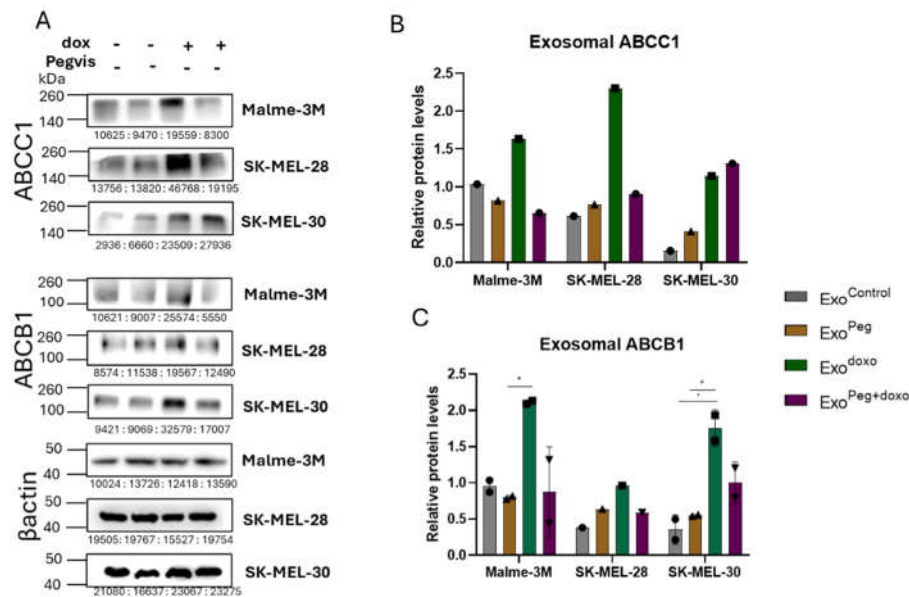 A
dox - - + +
Pegvis - - - -
kDa
ABCC1
260
140
Malme-3M
10625:9470:19559:8300
260
140
SK-MEL-28
13756:13820:46768:19195
260
140
SK-MEL-30
2936:6660:23509:27936
ABCB1
260
100
Malme-3M
10621:9007:25574:5550
260
100
SK-MEL-28
8574:11538:19567:12490
260
100
SK-MEL-30
9421:9069:32579:17007
βactin
50
40
Malme-3M
10024:13726:12418:13590
50
40
SK-MEL-28
19505:19767:15527:19754
50
40
SK-MEL-30
21080:16637:23067:23275
B
Exosomal ABCC1
Relative protein levels
2.5
2.0
1.5
1.0
0.5
0.0
Malme-3M SK-MEL-28 SK-MEL-30
C
Exosomal ABCB1
Relative protein levels
2.5
2.0
1.5
1.0
0.5
0.0
* * *
Malme-3M SK-MEL-28 SK-MEL-30
Exo^Control
Exo^Peg
Exo^doxo
Exo^Peg+doxo